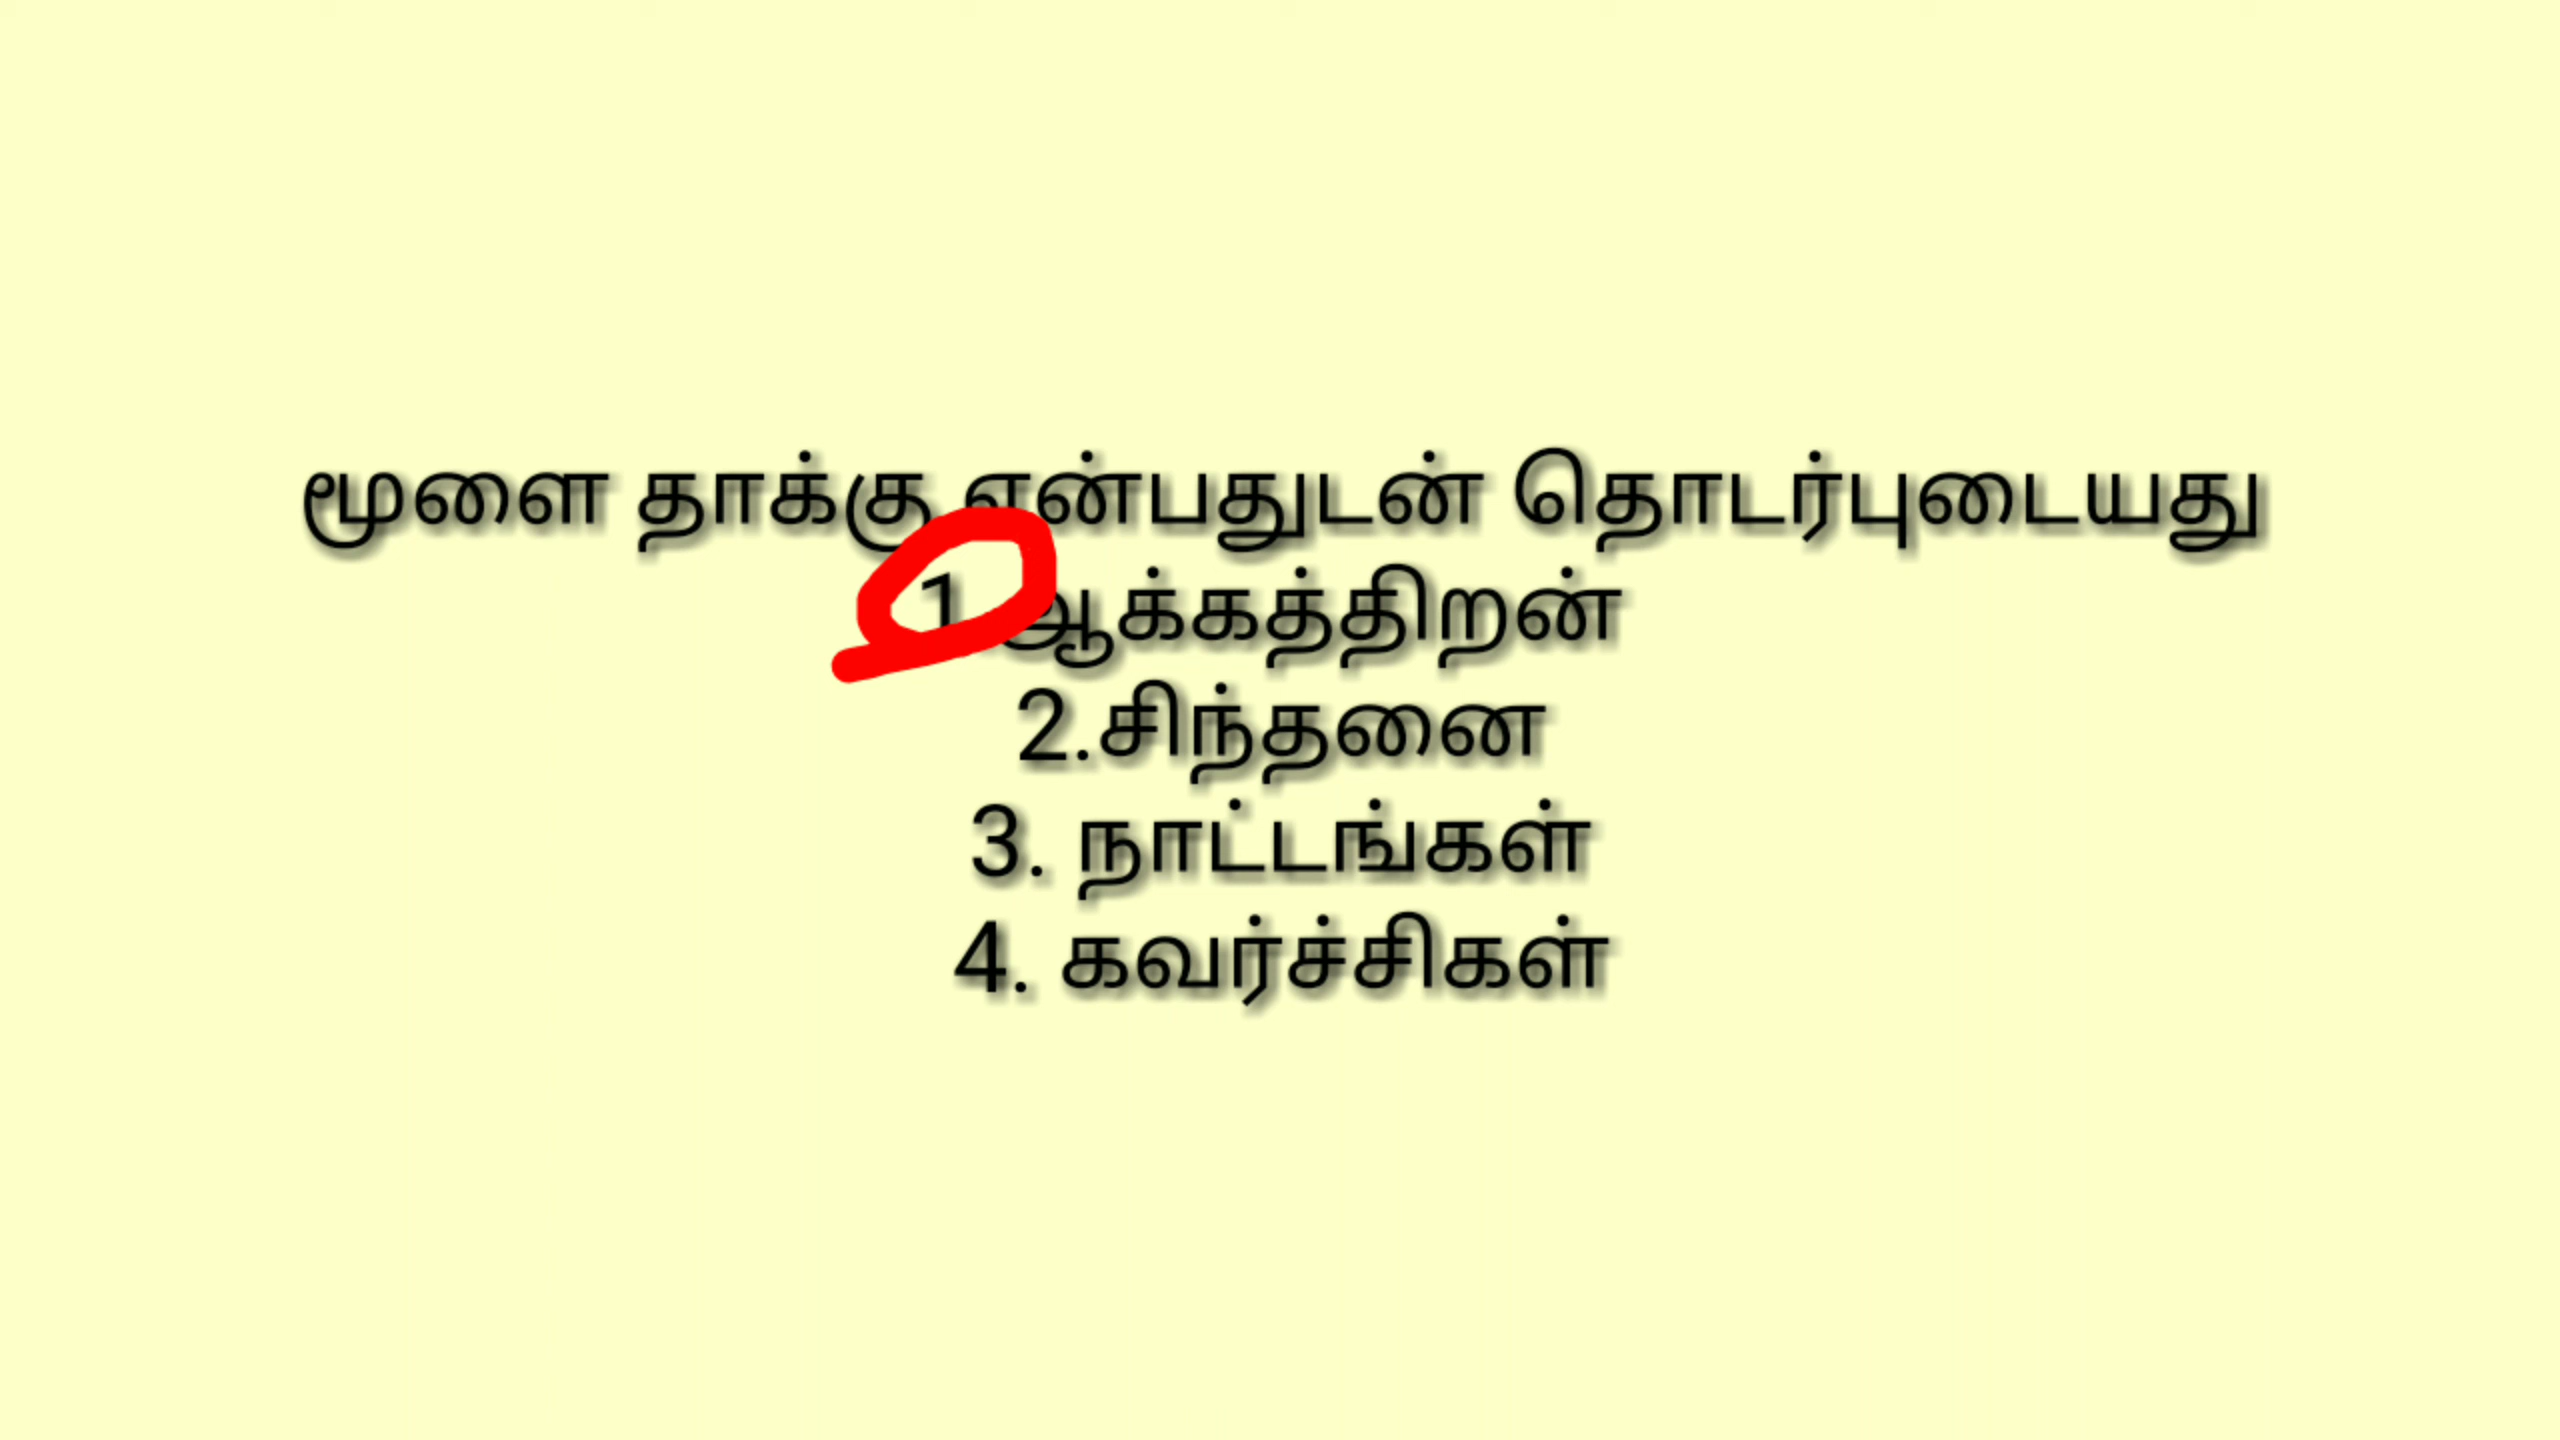 மூளை தாக்கு என்பதுடன் தொடர்புடையது
1 ஆக்கத்திறன்
2.சிந்தனை
3. நாட்டங்கள்
4. கவர்ச்சிகள்